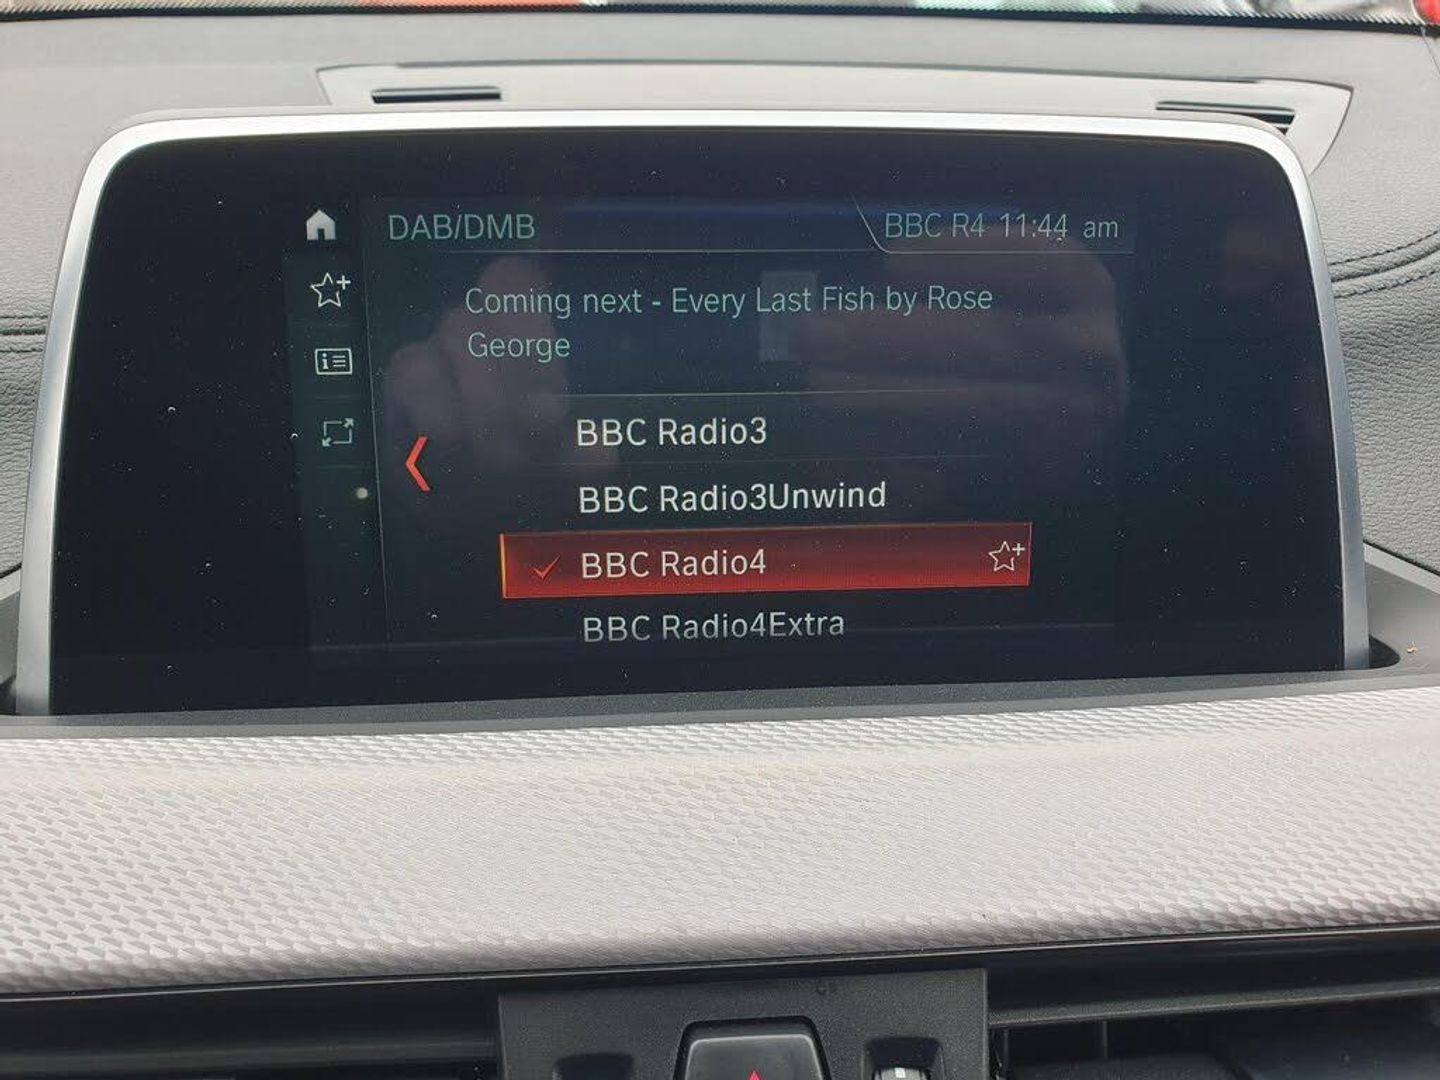 DAB/DMB
BBC R4 11:44 am
Coming next - Every Last Fish by Rose
George
BBC Radio3
BBC Radio3Unwind
BBC Radio4
BBC Radio4Extra